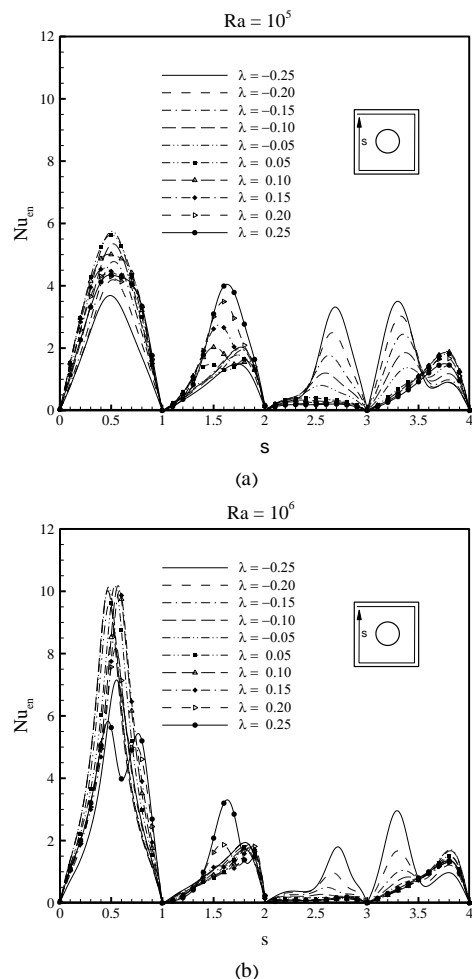 Ra = 10⁵
12
10
8
6
4
2
0
Nu_en
λ = −0.25
λ = −0.20
λ = −0.15
λ = −0.10
λ = −0.05
λ = 0.05
λ = 0.10
λ = 0.15
λ = 0.20
λ = 0.25
s
0 0.5 1 1.5 2 2.5 3 3.5 4
s
(a)
Ra = 10⁶
12
10
8
6
4
2
0
Nu_en
λ = −0.25
λ = −0.20
λ = −0.15
λ = −0.10
λ = −0.05
λ = 0.05
λ = 0.10
λ = 0.15
λ = 0.20
λ = 0.25
s
0 0.5 1 1.5 2 2.5 3 3.5 4
s
(b)